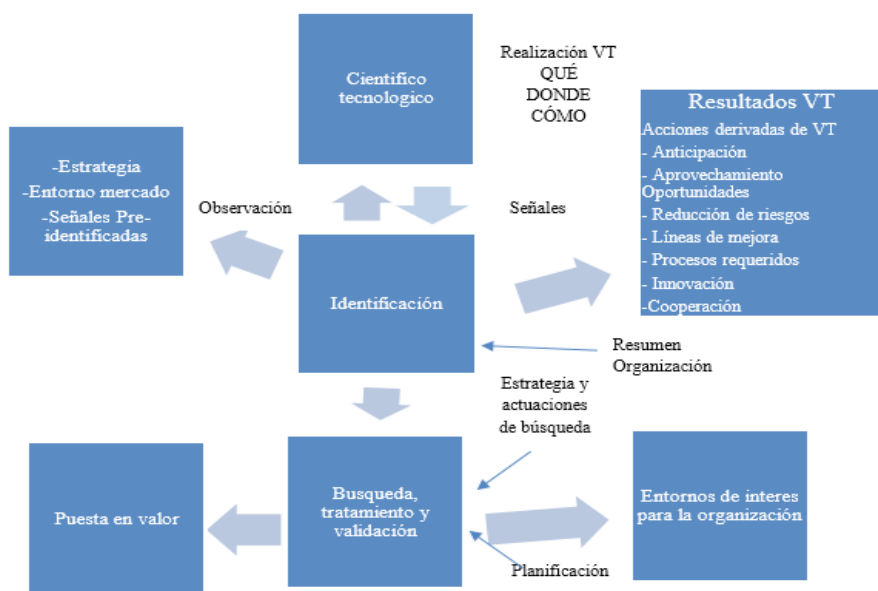 Cientifico
tecnologico
Realización VT
QUÉ
DONDE
CÓMO
Resultados VT
Acciones derivadas de VT
- Anticipación
- Aprovechamiento
Oportunidades
- Reducción de riesgos
- Líneas de mejora
- Procesos requeridos
- Innovación
-Cooperación
-Estrategia
-Entorno mercado
-Señales Pre-
identificadas
Observación
Señales
Identificación
Resumen
Organización
Estrategia y
actuaciones
de búsqueda
Puesta en valor
Busqueda,
tratamiento y
validación
Entornos de interes
para la organización
Planificación